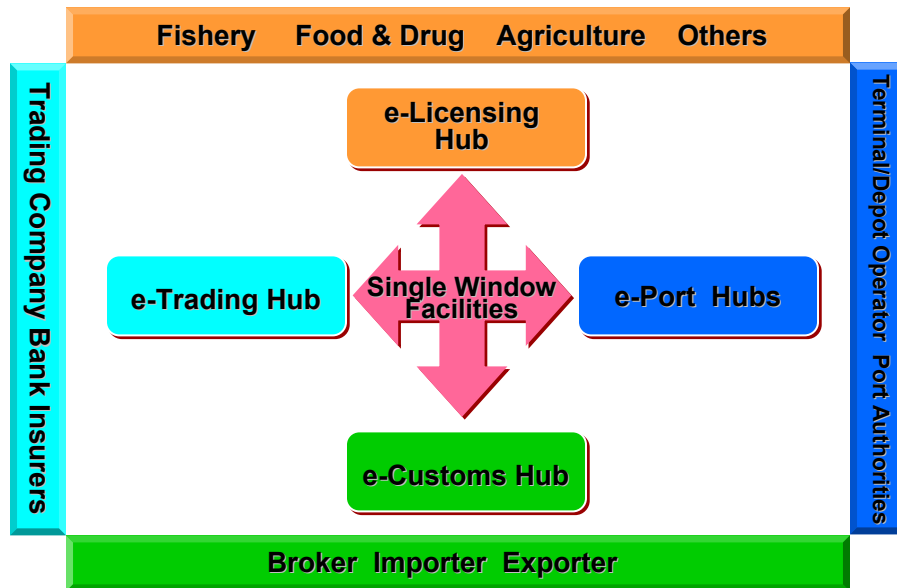 Fishery Food & Drug Agriculture Others
Trading Company Bank Insurers
e-Licensing
Hub
e-Trading Hub
Single Window
Facilities
e-Port Hubs
e-Customs Hub
Terminal/Depot Operator Port Authorities
Broker Importer Exporter